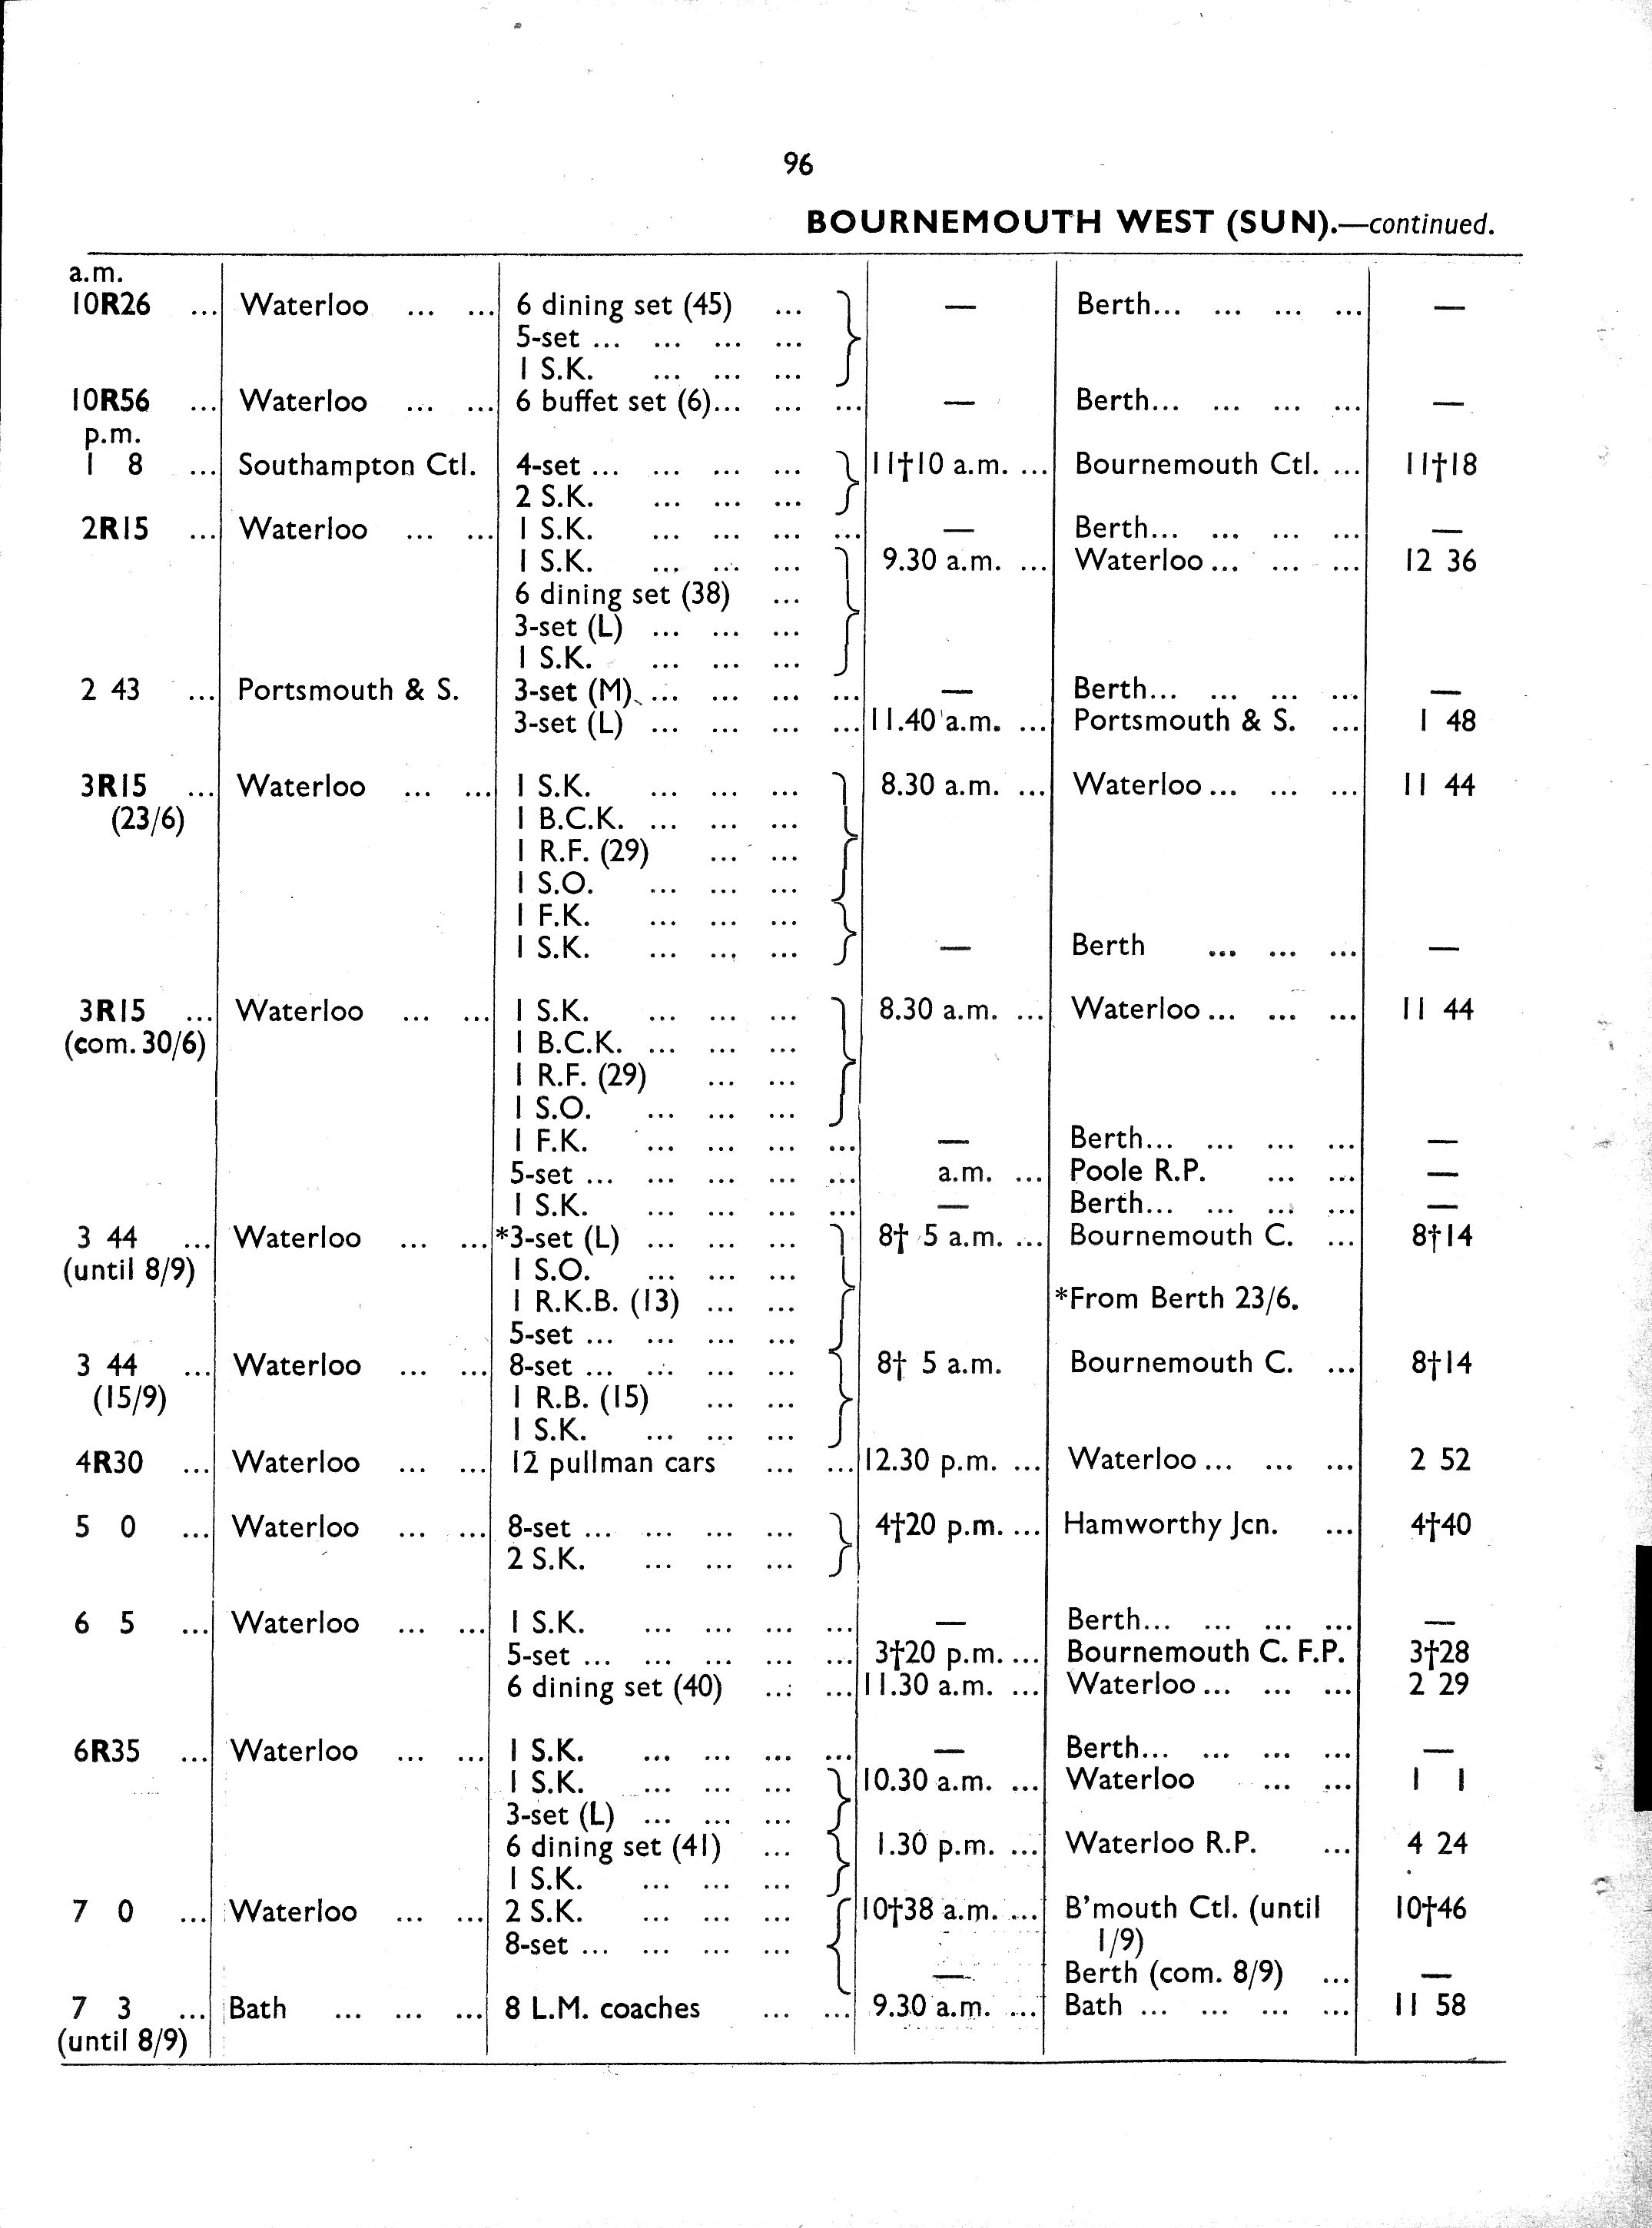 96
BOURNEMOUTH WEST (SUN).—continued.
a.m.
10R26 ... Waterloo ... ... 6 dining set (45) ... — Berth... ... ... ... —
5-set ... ... ... ...
1 S.K. ... ... ...
10R56 ... Waterloo ... ... 6 buffet set (6)... ... ... — Berth... ... ... ... —
p.m.
1 8 ... Southampton Ctl. 4-set ... ... ... ... 11†10 a.m. ... Bournemouth Ctl. ... 11†18
2 S.K. ... ... ...
2R15 ... Waterloo ... ... 1 S.K. ... ... ... ... — Berth... ... ... ... —
1 S.K. ... ... ... 9.30 a.m. ... Waterloo ... ... ... 12 36
6 dining set (38) ...
3-set (L) ... ... ...
1 S.K. ... ... ...
2 43 ... Portsmouth & S. 3-set (M) ... ... ... ... — Berth... ... ... ... —
3-set (L) ... ... ... ... 11.40 a.m. ... Portsmouth & S. ... 1 48
3R15 ... Waterloo ... ... 1 S.K. ... ... ... 8.30 a.m. ... Waterloo ... ... ... 11 44
(23/6) 1 B.C.K. ... ... ...
1 R.F. (29) ... ...
1 S.O. ... ... ...
1 F.K. ... ... ...
1 S.K. ... ... ... — Berth ... ... ... —
3R15 ... Waterloo ... ... 1 S.K. ... ... ... 8.30 a.m. ... Waterloo ... ... ... 11 44
(com. 30/6) 1 B.C.K. ... ... ...
1 R.F. (29) ... ...
1 S.O. ... ... ...
1 F.K. ... ... ... ... — Berth... ... ... ... —
5-set ... ... ... ... ... a.m. ... Poole R.P. ... ... —
1 S.K. ... ... ... ... — Berth... ... ... ... —
3 44 ... Waterloo ... ... *3-set (L) ... ... ... 8† 5 a.m. ... Bournemouth C. ... 8†14
(until 8/9) 1 S.O. ... ... ...
1 R.K.B. (13) ... ... *From Berth 23/6.
5-set ... ... ... ...
3 44 ... Waterloo ... ... 8-set ... ... ... ... 8† 5 a.m. Bournemouth C. ... 8†14
(15/9) 1 R.B. (15) ... ...
1 S.K. ... ... ...
4R30 ... Waterloo ... ... 12 pullman cars ... ... 12.30 p.m. ... Waterloo ... ... ... 2 52
5 0 ... Waterloo ... ... 8-set ... ... ... ... 4†20 p.m. ... Hamworthy Jcn. ... 4†40
2 S.K. ... ... ...
6 5 ... Waterloo ... ... 1 S.K. ... ... ... ... — Berth... ... ... ... —
5-set ... ... ... ... ... 3†20 p.m. ... Bournemouth C. F.P. 3†28
6 dining set (40) ... ... 11.30 a.m. ... Waterloo ... ... ... 2 29
6R35 ... Waterloo ... ... 1 S.K. ... ... ... ... — Berth... ... ... ... —
1 S.K. ... ... ... 10.30 a.m. ... Waterloo ... ... 1 1
3-set (L) ... ... ...
6 dining set (41) ... 1.30 p.m. ... Waterloo R.P. ... 4 24
1 S.K. ... ... ...
7 0 ... Waterloo ... ... 2 S.K. ... ... ... 10†38 a.m. ... B'mouth Ctl. (until 10†46
8-set ... ... ... ... 1/9)
— Berth (com. 8/9) ... —
7 3 ... Bath ... ... ... 8 L.M. coaches ... ... 9.30 a.m. ... Bath ... ... ... ... 11 58
(until 8/9)